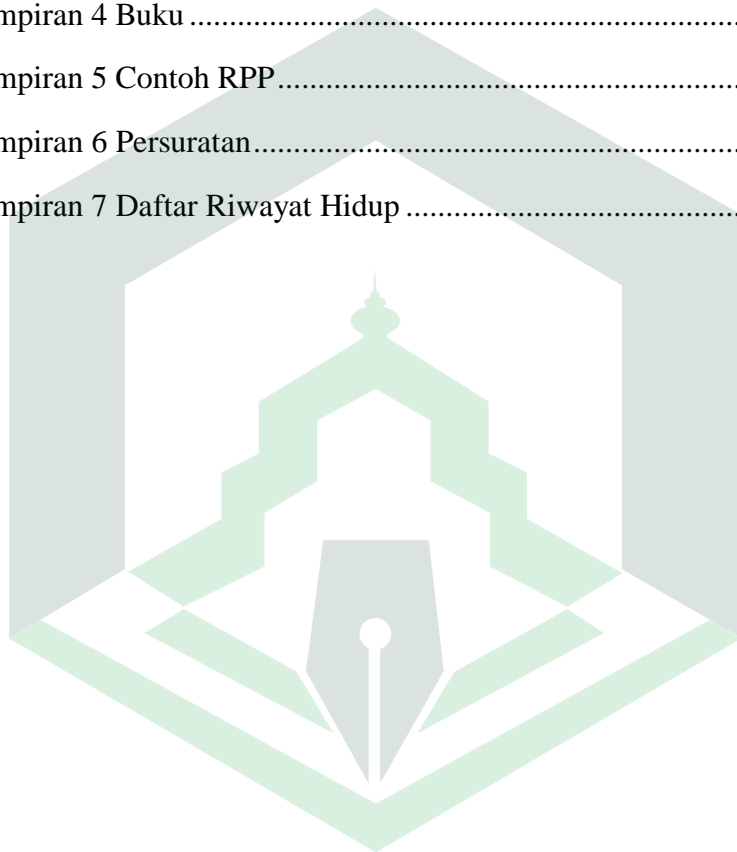 mpiran 4 Buku ..........................................................................
mpiran 5 Contoh RPP..............................................................
mpiran 6 Persuratan.................................................................
mpiran 7 Daftar Riwayat Hidup ...............................................